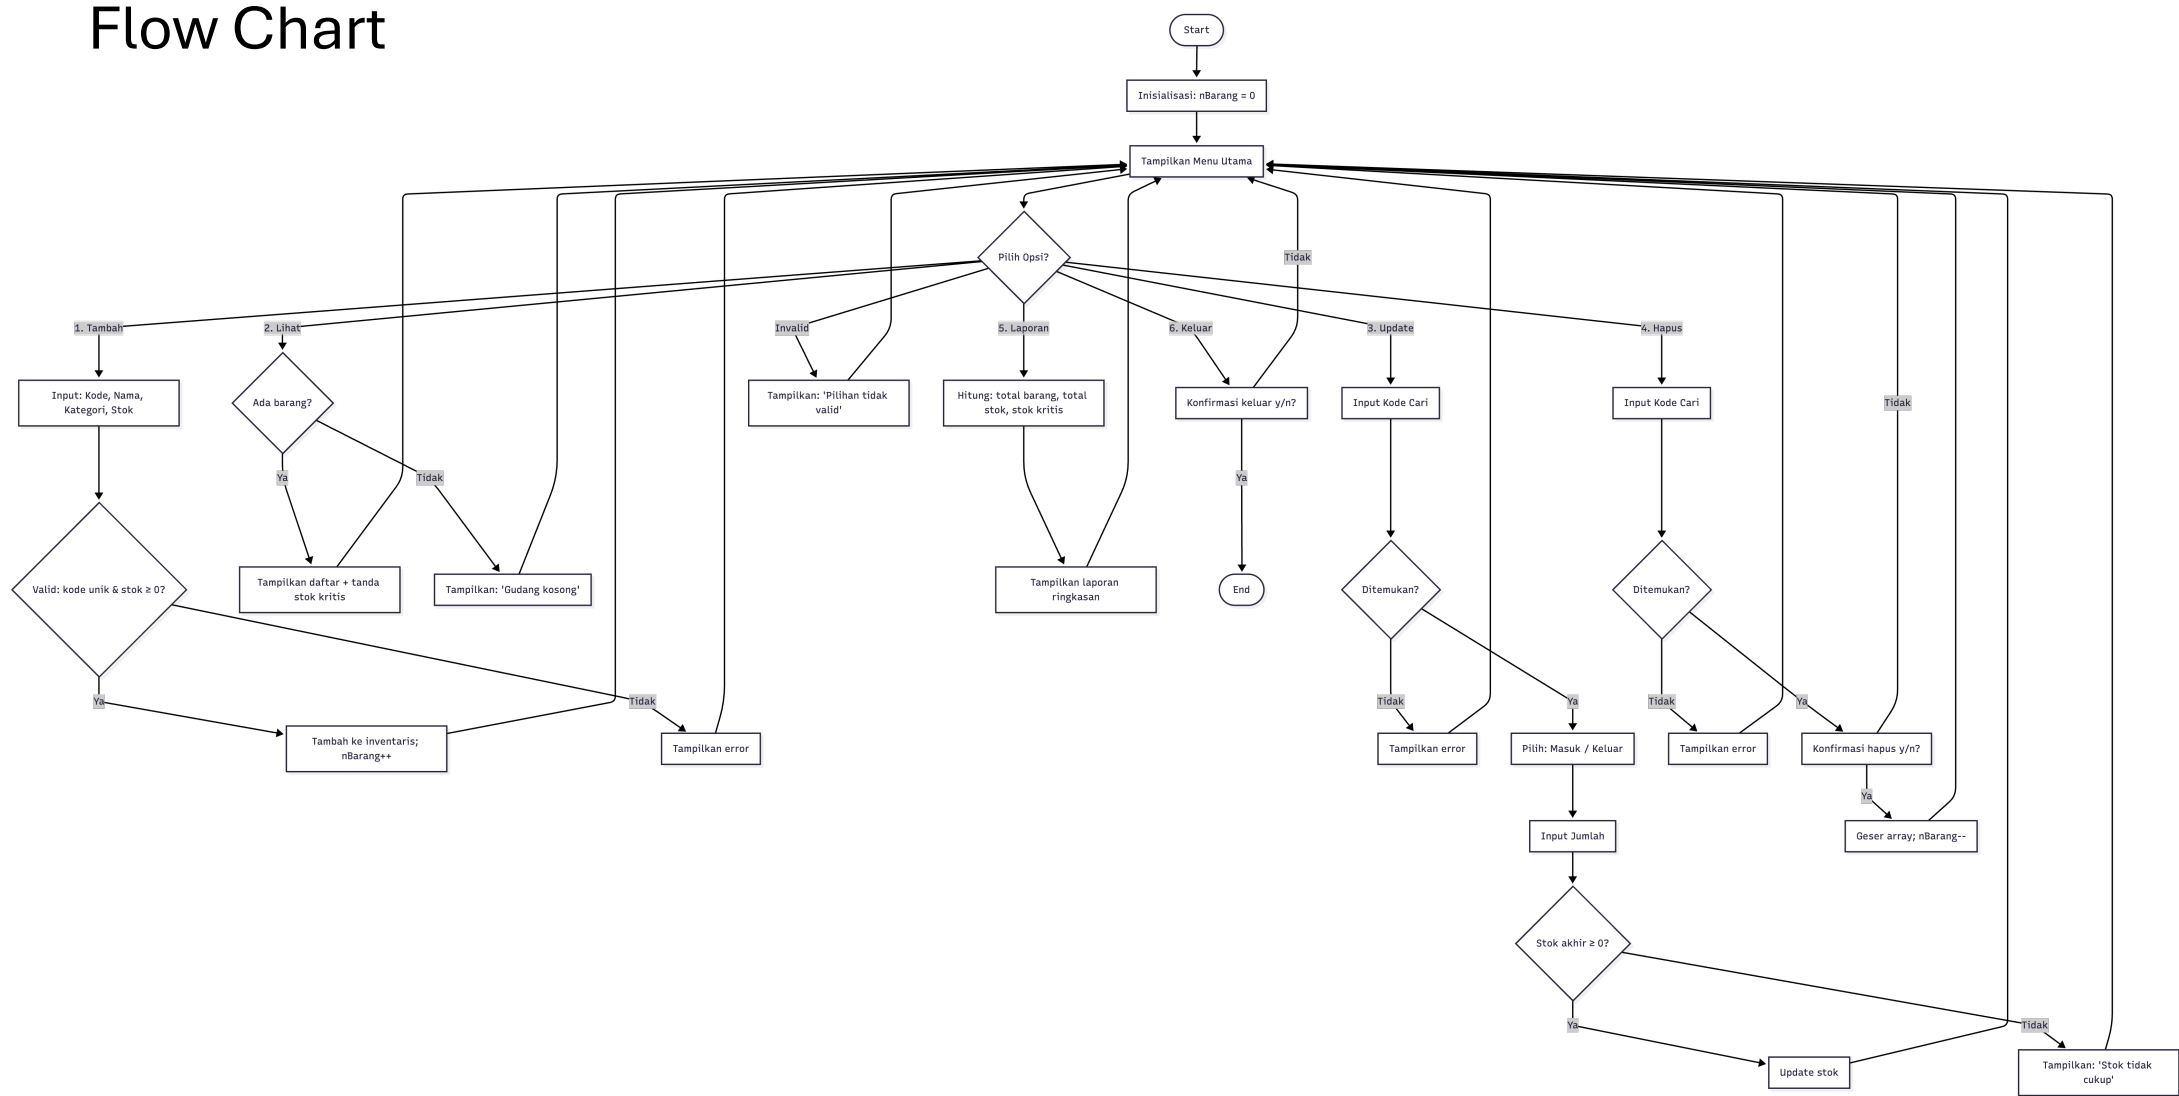 Flow Chart
Start
Inisialisasi: nBarang = 0
Tampilkan Menu Utama
Pilih Opsi?
Tidak
1. Tambah
2. Lihat
Invalid
5. Laporan
6. Keluar
3. Update
4. Hapus
Input: Kode, Nama,
Kategori, Stok
Ada barang?
Tampilkan: 'Pilihan tidak
valid'
Hitung: total barang, total
stok, stok kritis
Konfirmasi keluar y/n?
Input Kode Cari
Input Kode Cari
Tidak
Ya
Tidak
Ya
Valid: kode unik & stok ≥ 0?
Tampilkan daftar + tanda
stok kritis
Tampilkan: 'Gudang kosong'
Tampilkan laporan
ringkasan
End
Ditemukan?
Ditemukan?
Ya
Tidak
Tidak
Ya
Tidak
Ya
Tambah ke inventaris;
nBarang++
Tampilkan error
Tampilkan error
Pilih: Masuk / Keluar
Tampilkan error
Konfirmasi hapus y/n?
Ya
Input Jumlah
Geser array; nBarang--
Stok akhir ≥ 0?
Ya
Tidak
Update stok
Tampilkan: 'Stok tidak
cukup'